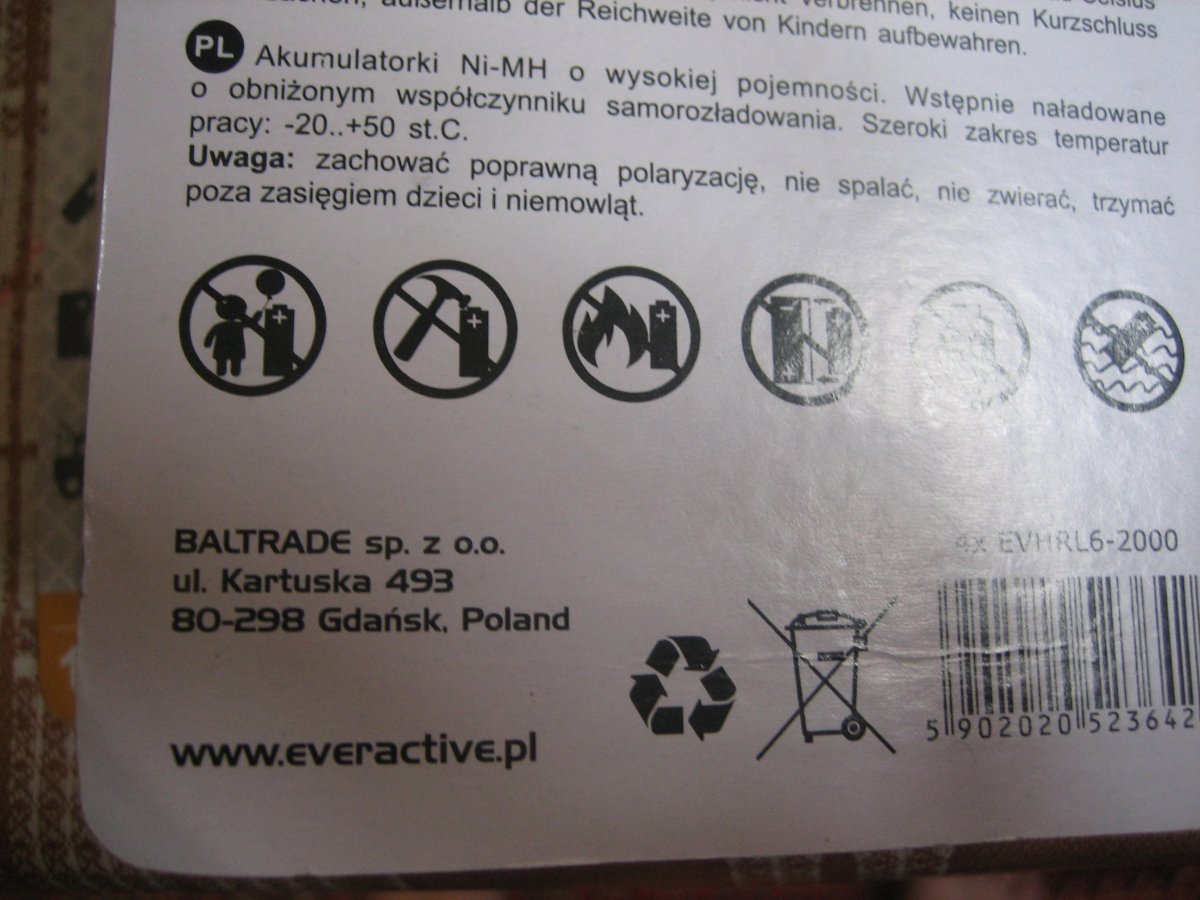 verbrennen, keinen Kurzschluss
außerhalb der Reichweite von Kindern aufbewahren.
PL Akumulatorki Ni-MH o wysokiej pojemności. Wstępnie naładowane
o obniżonym współczynniku samorozładowania. Szeroki zakres temperatur
pracy: -20..+50 st.C.
Uwaga: zachować poprawną polaryzację, nie spalać, nie zwierać, trzymać
poza zasięgiem dzieci i niemowląt.
BALTRADE sp. z o.o.
ul. Kartuska 493
80-298 Gdańsk, Poland
www.everactive.pl
4x EVHRL6-2000
5 902020 523642